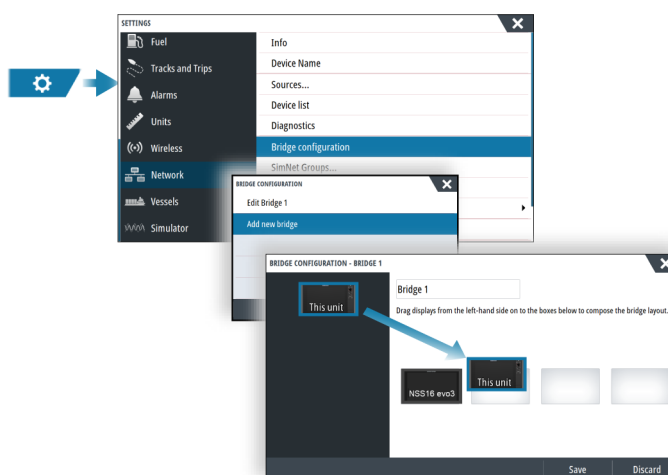 SETTINGS
Fuel
Tracks and Trips
Alarms
Units
Wireless
Network
Vessels
Simulator
Info
Device Name
Sources...
Device list
Diagnostics
Bridge configuration
SimNet Groups...
BRIDGE CONFIGURATION
Edit Bridge 1
Add new bridge
BRIDGE CONFIGURATION - BRIDGE 1
This unit
Bridge 1
Drag displays from the left-hand side on to the boxes below to compose the bridge layout.
NSS16 evo3
This unit
Save
Discard